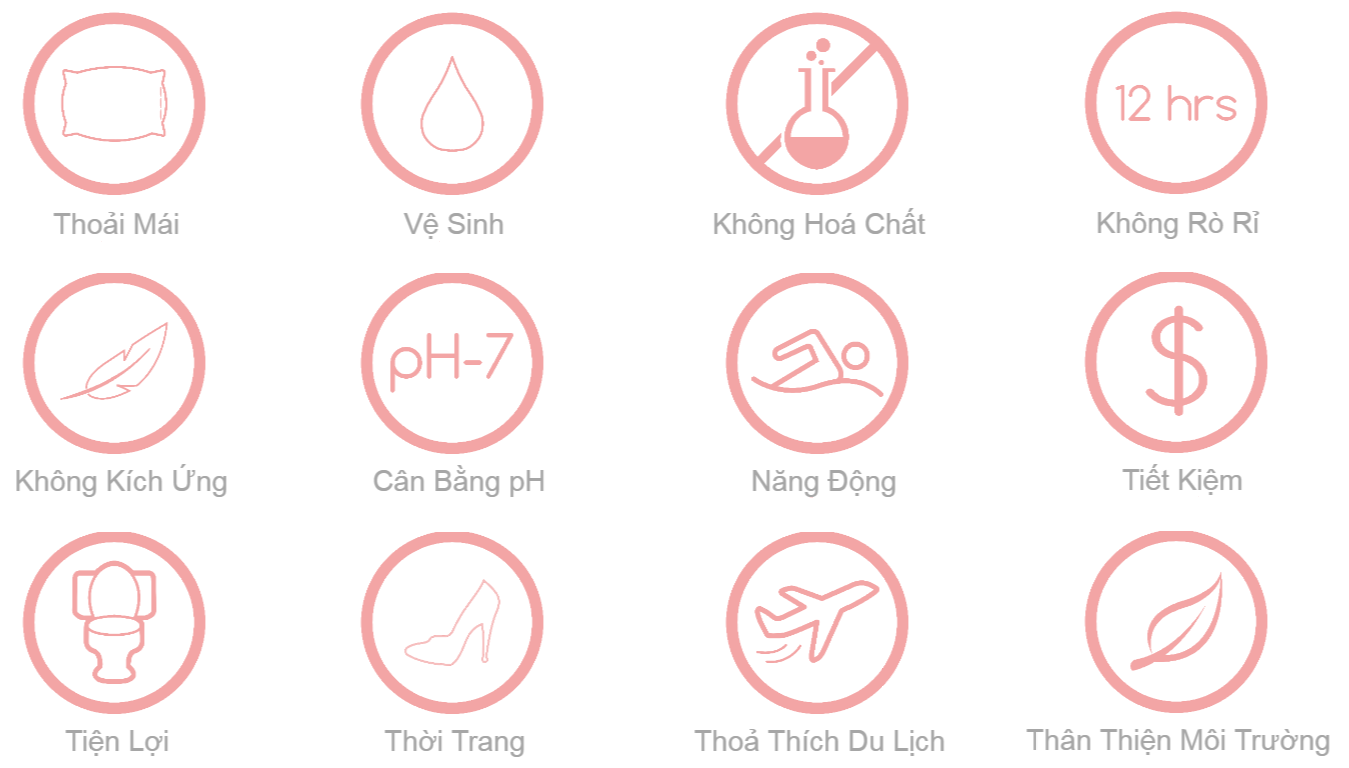 12 hrs
Thoải Mái
Vệ Sinh
Không Hoá Chất
Không Rò Rỉ
pH-7
Không Kích Ứng
Cân Bằng pH
Năng Động
Tiết Kiệm
Tiện Lợi
Thời Trang
Thoả Thích Du Lịch
Thân Thiện Môi Trường